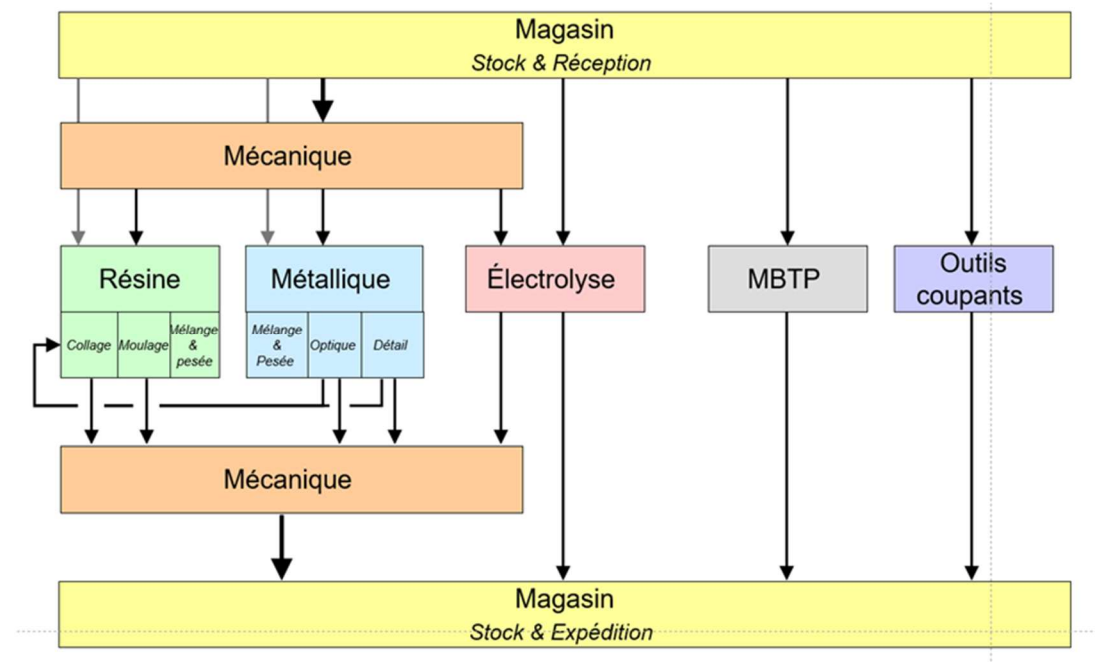 Magasin
Stock & Réception
Mécanique
Résine
Métallique
Électrolyse
MBTP
Outils
coupants
Collage
Moulage
Mélange
&
pesée
Mélange
&
Pesée
Optique
Détail
Mécanique
Magasin
Stock & Expédition